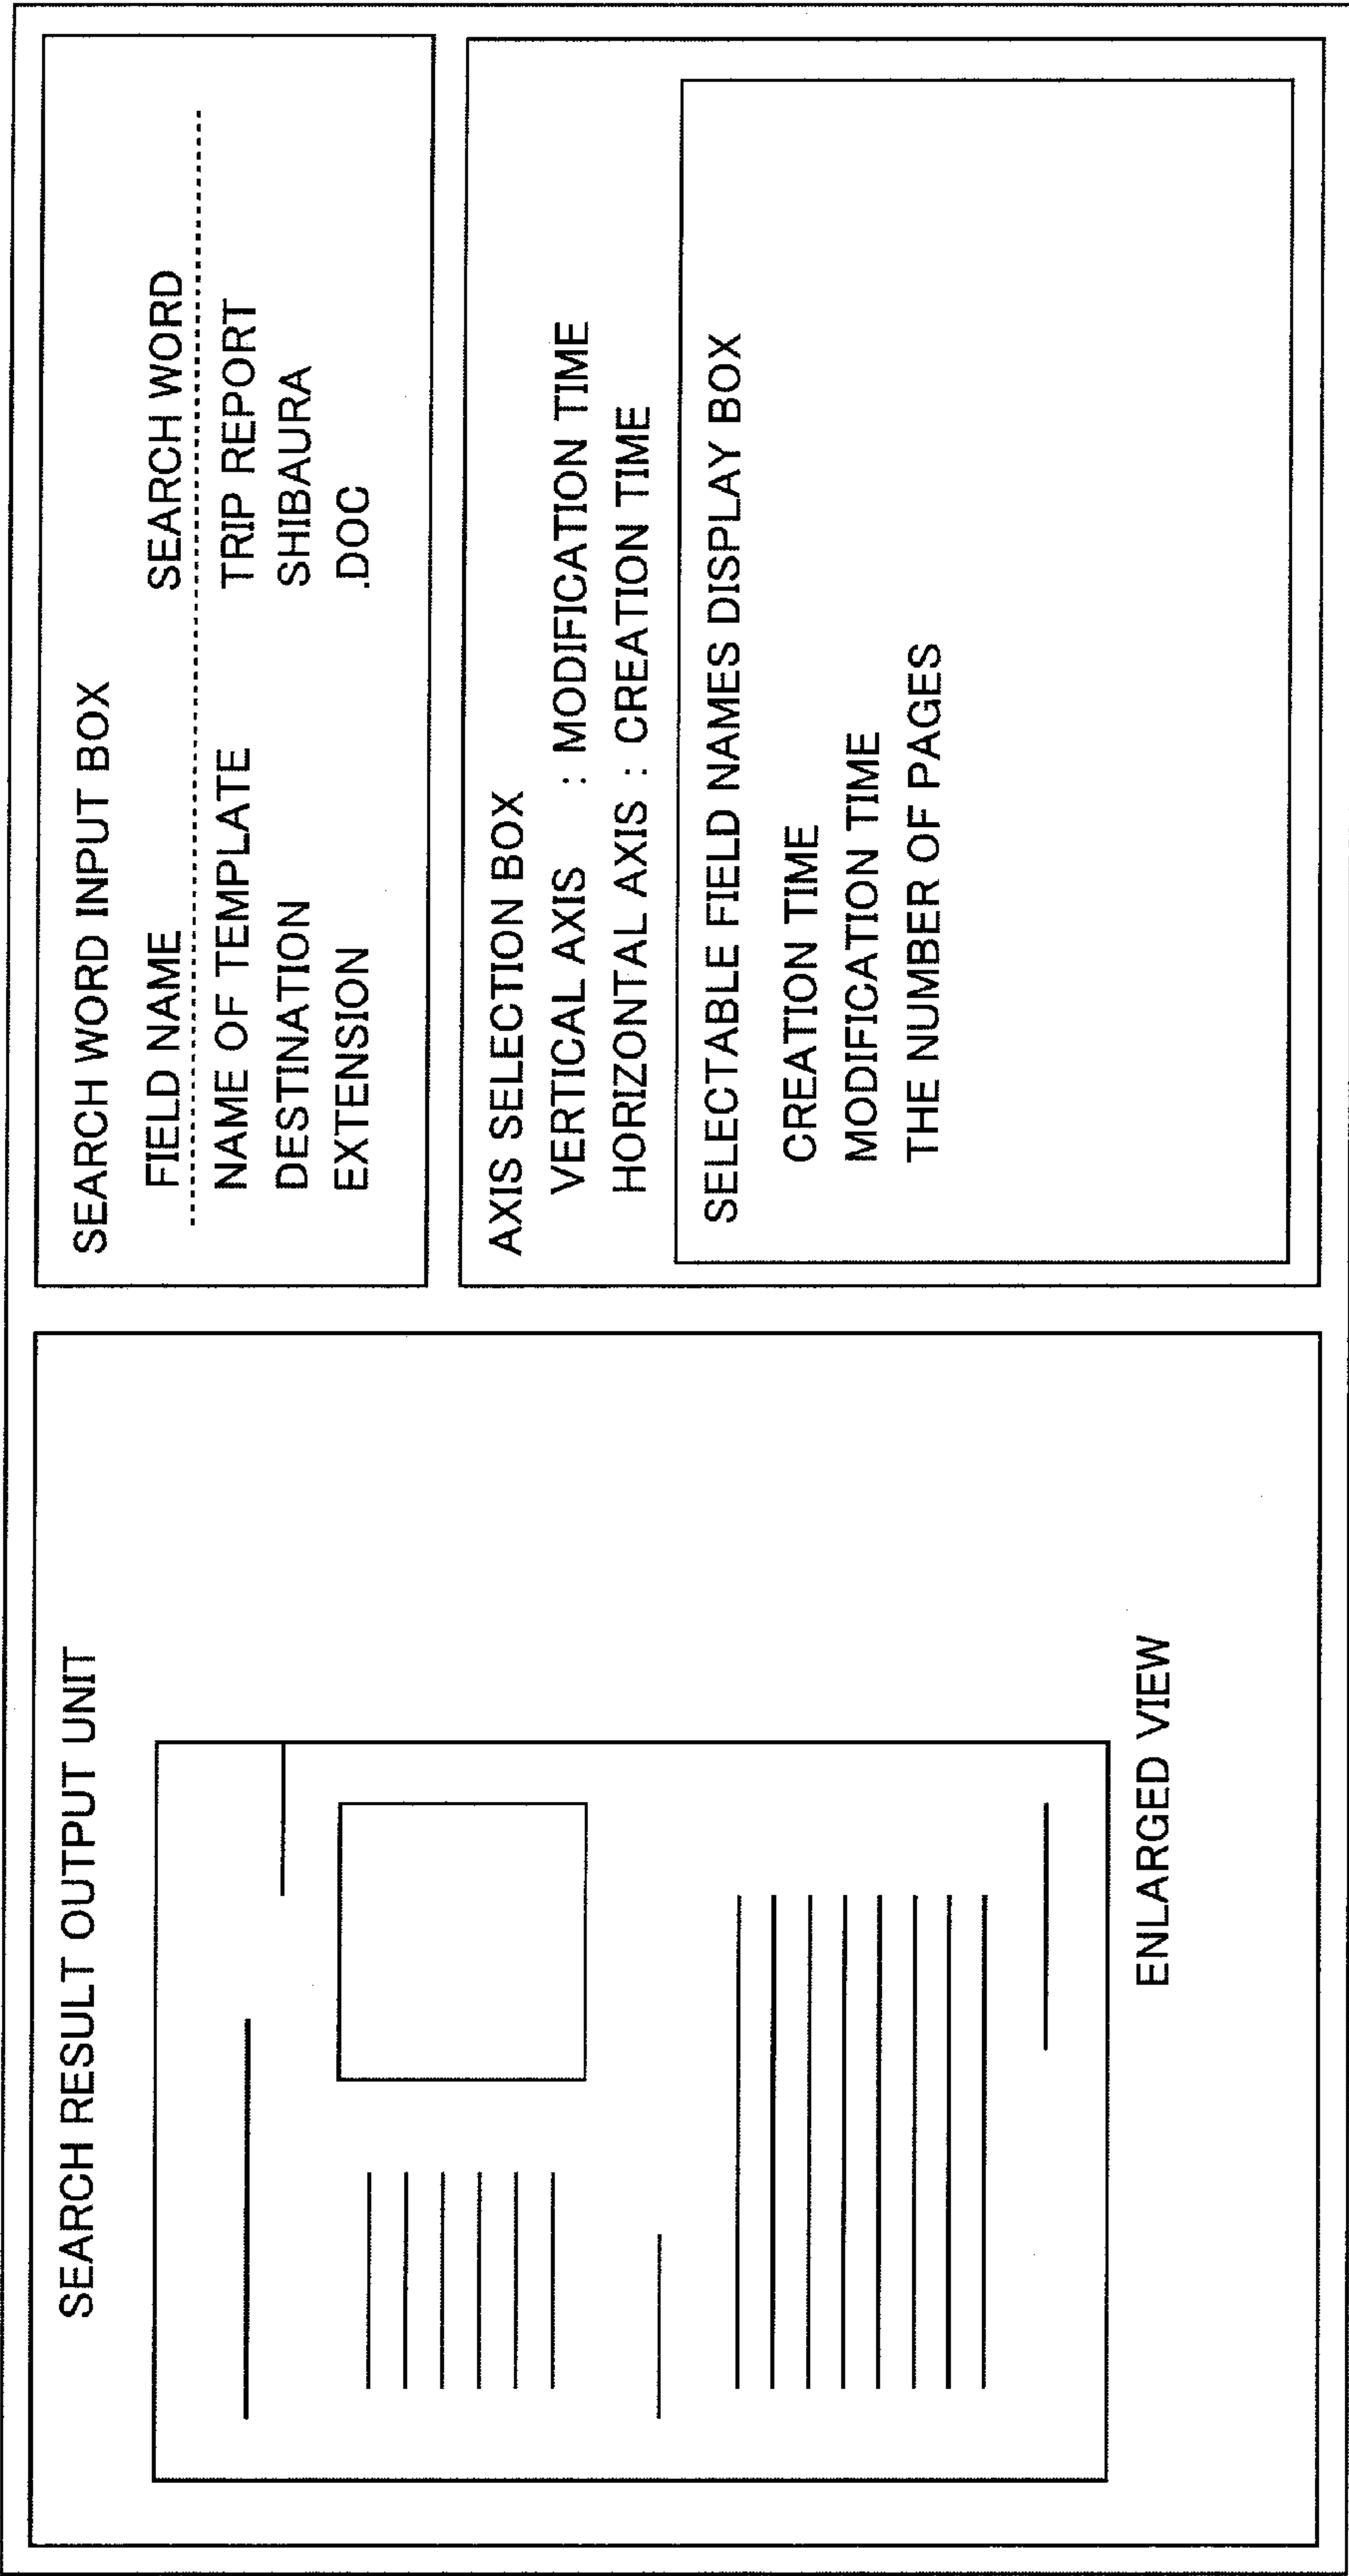 SEARCH RESULT OUTPUT UNIT
ENLARGED VIEW
SEARCH WORD INPUT BOX
FIELD NAME SEARCH WORD
NAME OF TEMPLATE TRIP REPORT
DESTINATION SHIBAURA
EXTENSION .DOC
AXIS SELECTION BOX
VERTICAL AXIS : MODIFICATION TIME
HORIZONTAL AXIS : CREATION TIME
SELECTABLE FIELD NAMES DISPLAY BOX
CREATION TIME
MODIFICATION TIME
THE NUMBER OF PAGES